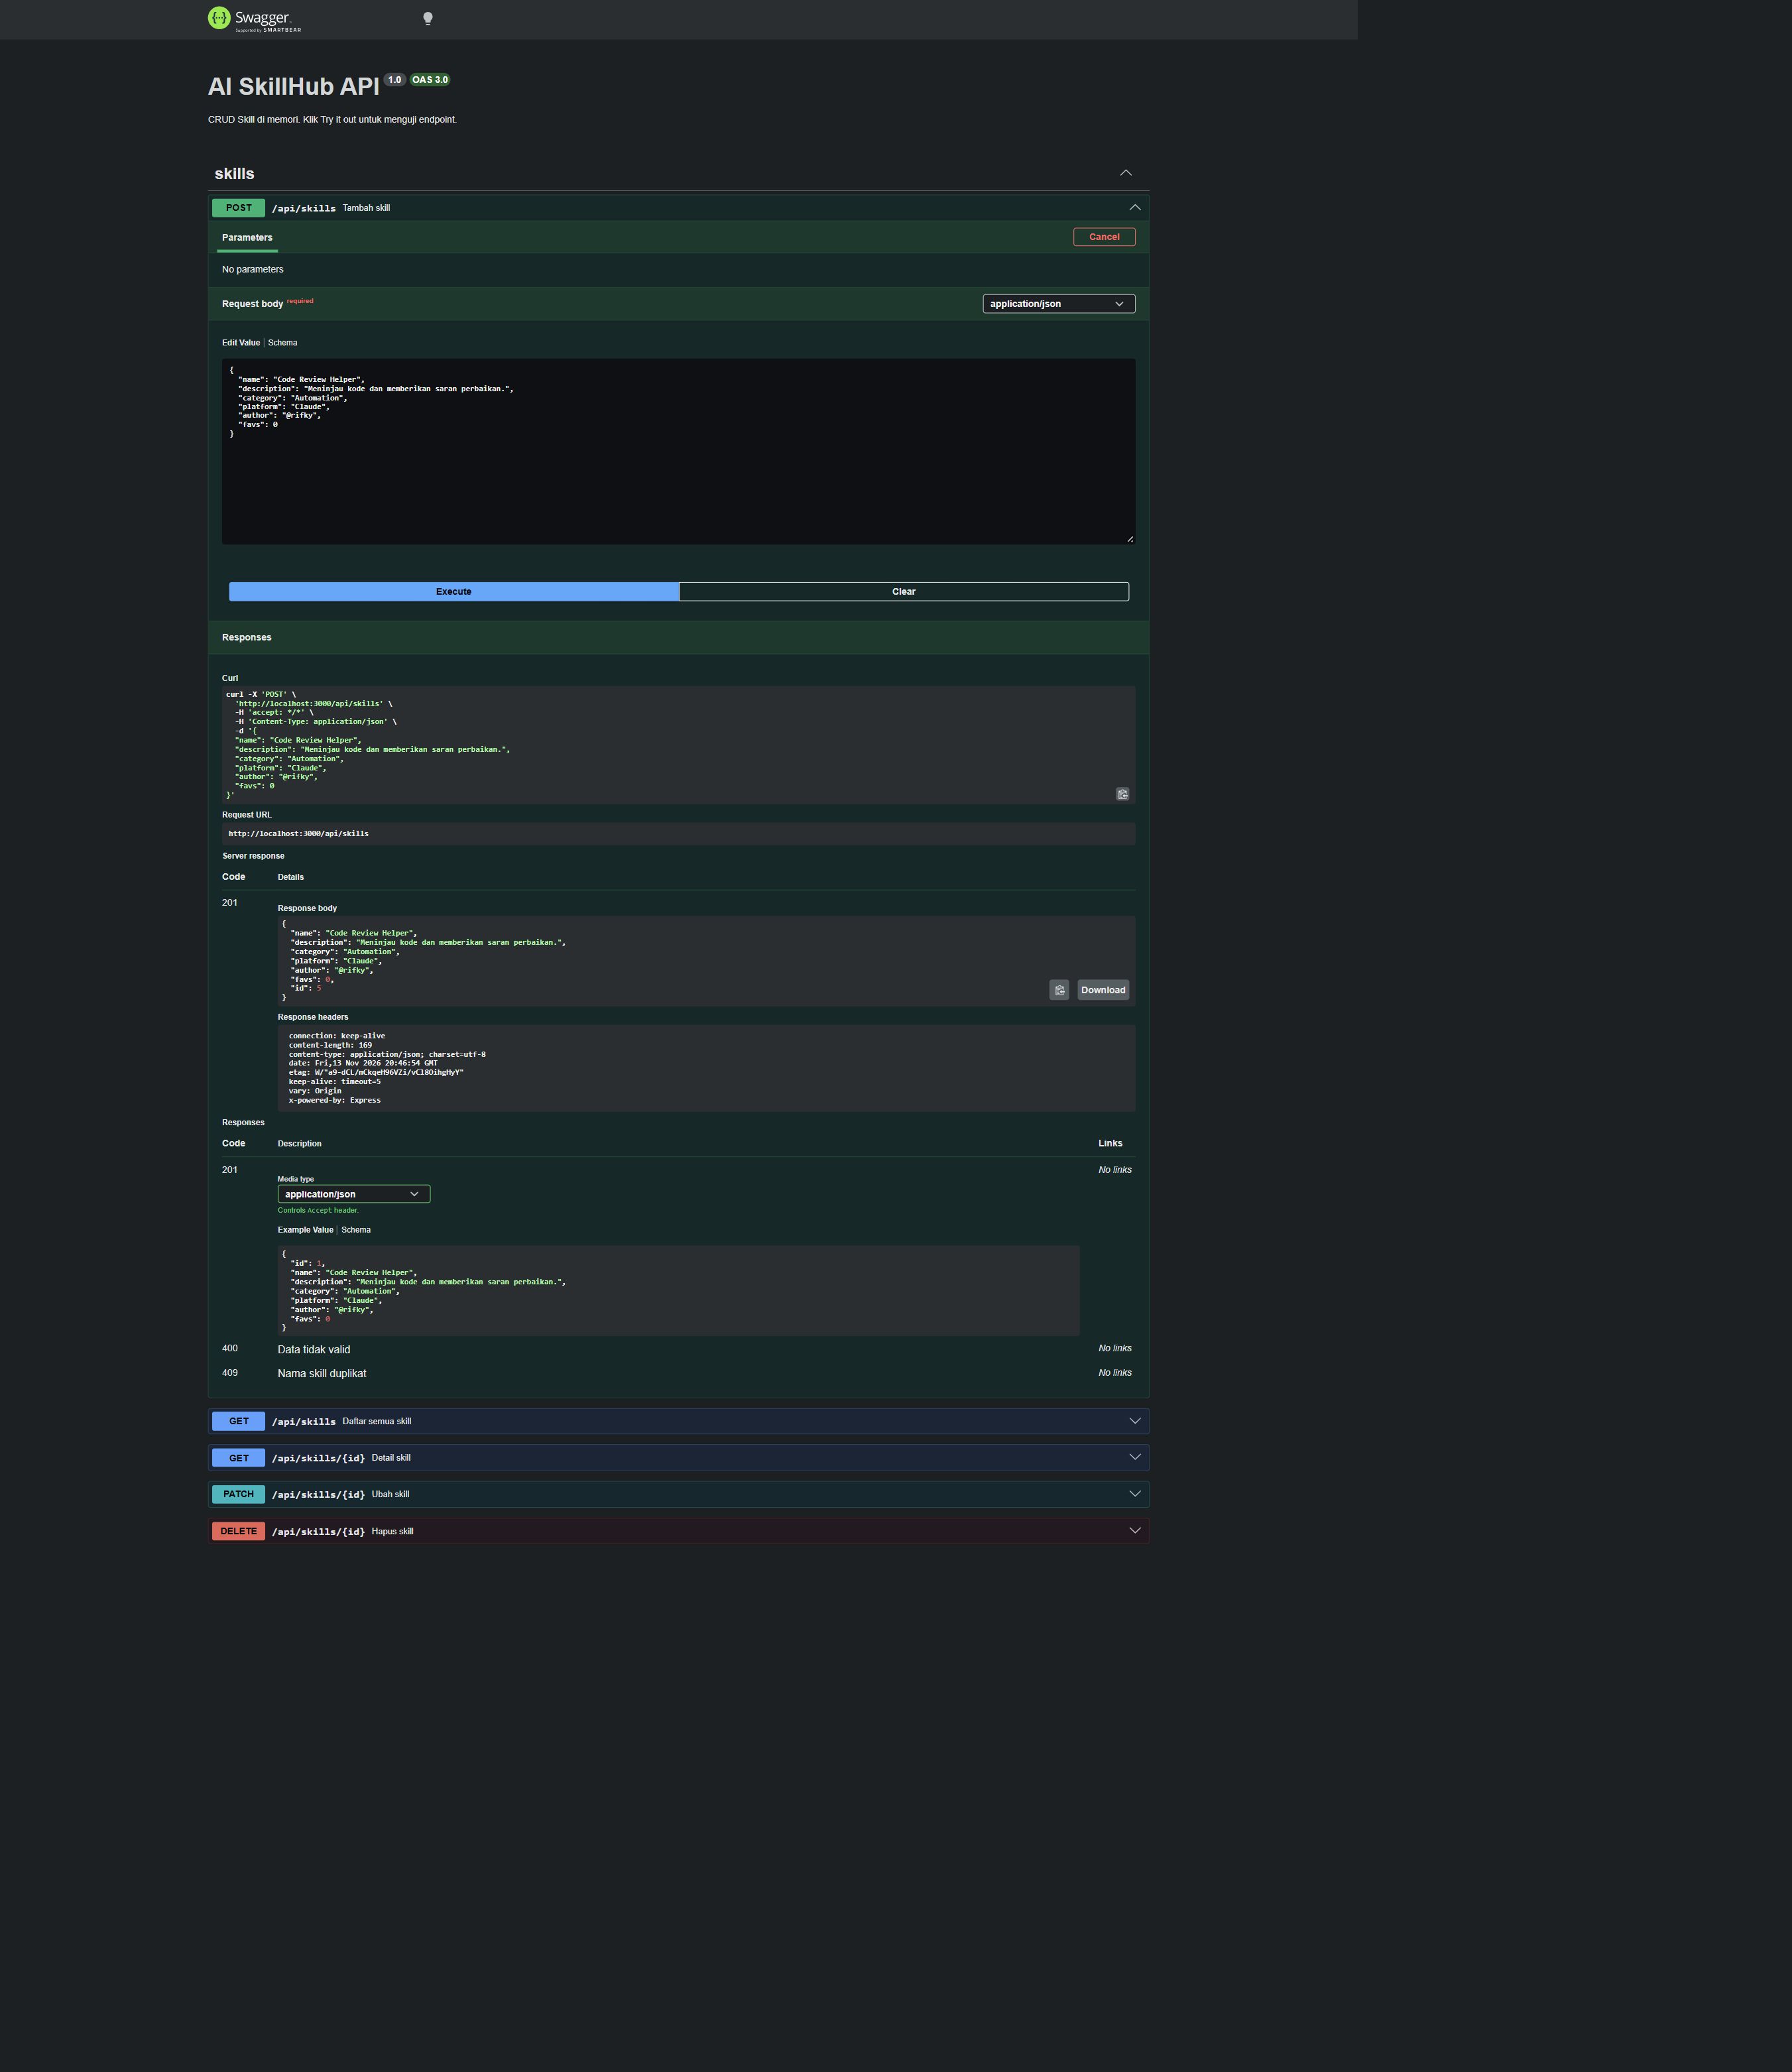 Swagger
Supported by SMARTBEAR
AI SkillHub API 1.0 OAS 3.0
CRUD Skill di memori. Klik Try it out untuk menguji endpoint.
skills
POST /api/skills Tambah skill
Parameters Cancel
No parameters
Request body required application/json
Edit Value | Schema
{
  "name": "Code Review Helper",
  "description": "Meninjau kode dan memberikan saran perbaikan.",
  "category": "Automation",
  "platform": "Claude",
  "author": "@rifky",
  "favs": 0
}
Execute Clear
Responses
Curl
curl -X 'POST' \
  'http://localhost:3000/api/skills' \
  -H 'accept: */*' \
  -H 'Content-Type: application/json' \
  -d '{
  "name": "Code Review Helper",
  "description": "Meninjau kode dan memberikan saran perbaikan.",
  "category": "Automation",
  "platform": "Claude",
  "author": "@rifky",
  "favs": 0
}'
Request URL
http://localhost:3000/api/skills
Server response
Code Details
201
Response body
{
  "name": "Code Review Helper",
  "description": "Meninjau kode dan memberikan saran perbaikan.",
  "category": "Automation",
  "platform": "Claude",
  "author": "@rifky",
  "favs": 0,
  "id": 5
}
Download
Response headers
connection: keep-alive
content-length: 169
content-type: application/json; charset=utf-8
date: Fri,13 Nov 2026 20:46:54 GMT
etag: W/"a9-dCL/mCkqeH96VZi/vCl8OihgHyY"
keep-alive: timeout=5
vary: Origin
x-powered-by: Express
Responses
Code Description Links
201 No links
Media type
application/json
Controls Accept header.
Example Value | Schema
{
  "id": 1,
  "name": "Code Review Helper",
  "description": "Meninjau kode dan memberikan saran perbaikan.",
  "category": "Automation",
  "platform": "Claude",
  "author": "@rifky",
  "favs": 0
}
400 Data tidak valid No links
409 Nama skill duplikat No links
GET /api/skills Daftar semua skill
GET /api/skills/{id} Detail skill
PATCH /api/skills/{id} Ubah skill
DELETE /api/skills/{id} Hapus skill